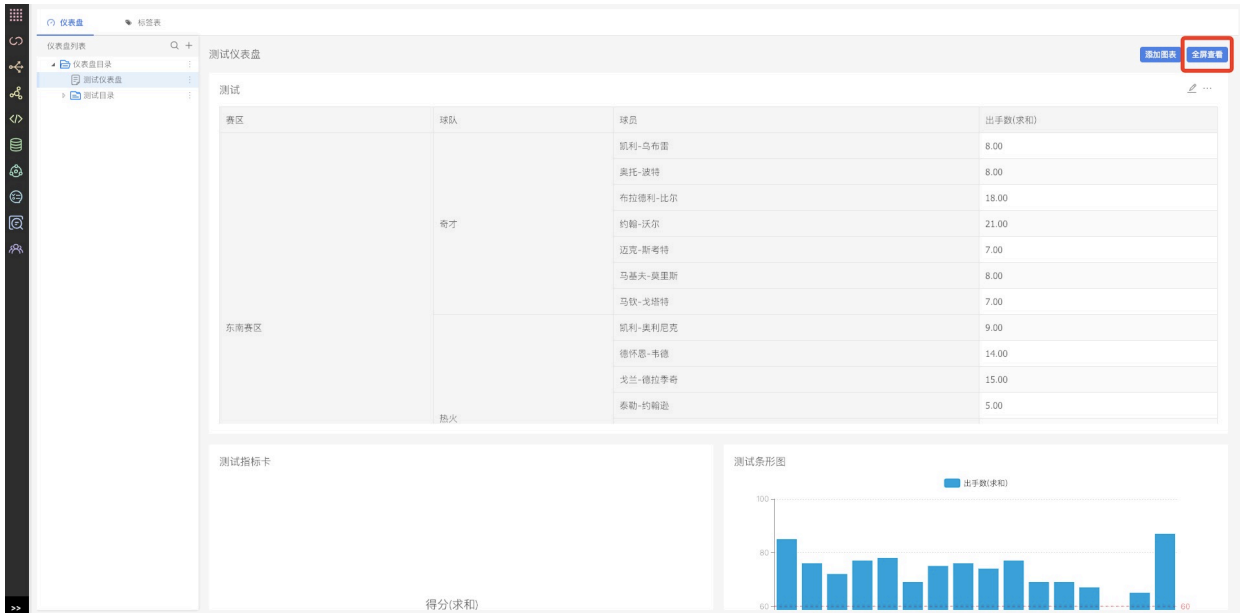 仪表盘
标签表
仪表盘列表
仪表盘目录
测试仪表盘
测试目录
测试仪表盘
添加图表
全屏查看
测试
赛区 球队 球员 出手数(求和)
凯利-乌布雷 8.00
奥托-波特 8.00
布拉德利-比尔 18.00
奇才 约翰-沃尔 21.00
迈克-斯考特 7.00
马基夫-莫里斯 8.00
马钦-戈塔特 7.00
东南赛区 凯利-奥利尼克 9.00
德怀恩-韦德 14.00
戈兰-德拉季奇 15.00
泰勒-约翰逊 5.00
热火
测试指标卡
得分(求和)
测试条形图
出手数(求和)
100
80
60
60
>>